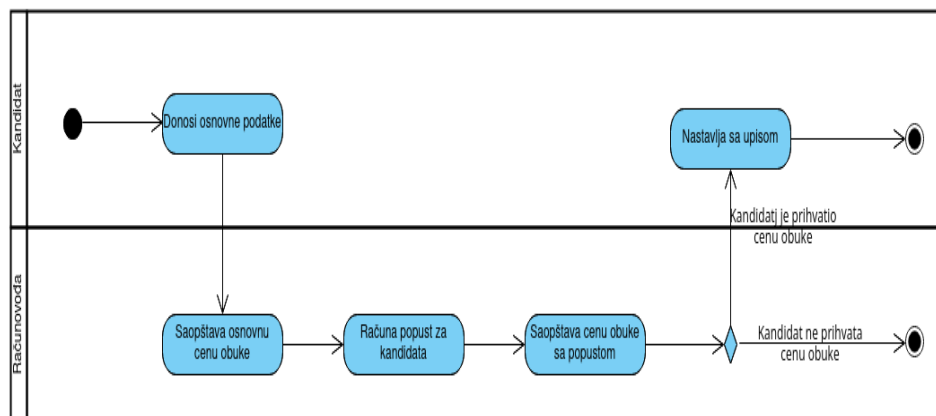 Kandidat
Donosi osnovne podatke
Nastavlja sa upisom
Kandidatj je prihvatio
cenu obuke
Računovođa
Saopštava osnovnu
cenu obuke
Računa popust za
kandidata
Saopštava cenu obuke
sa popustom
Kandidat ne prihvata
cenu obuke